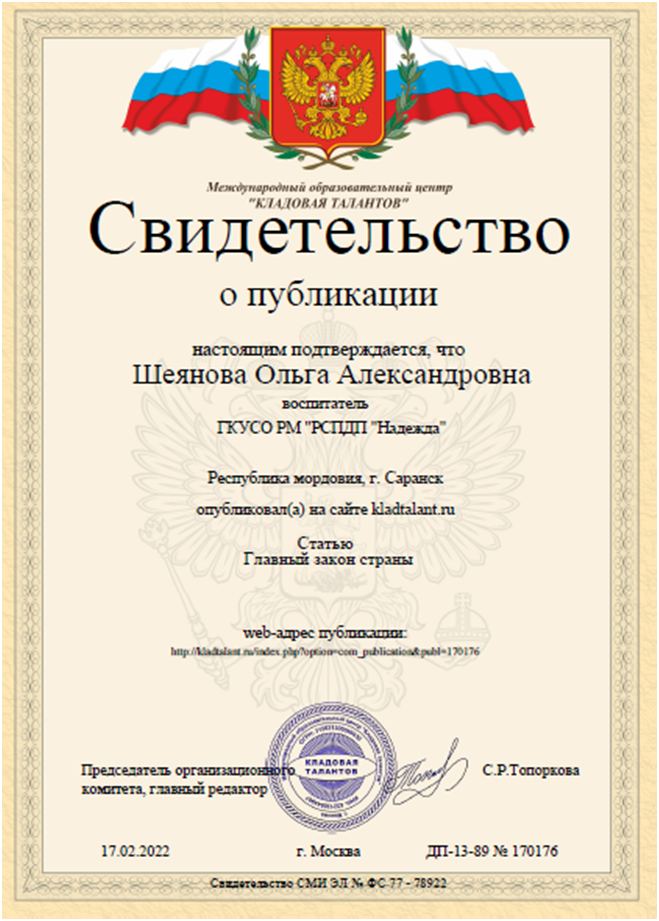 Международный образовательный центр
"КЛАДОВАЯ ТАЛАНТОВ"
Свидетельство
о публикации
настоящим подтверждается, что
Шеянова Ольга Александровна
воспитатель
ГКУСО РМ "РСПДП "Надежда"
Республика мордовия, г. Саранск
опубликовал(а) на сайте kladtalant.ru
Статью
Главный закон страны
web-адрес публикации:
http://kladtalant.ru/index.php?option=com_publication&publ=170176
Председатель организационного
комитета, главный редактор
КЛАДОВАЯ
ТАЛАНТОВ
С.Р.Топоркова
17.02.2022
г. Москва
ДП-13-89 № 170176
Свидетельство СМИ ЭЛ № ФС 77 - 78922